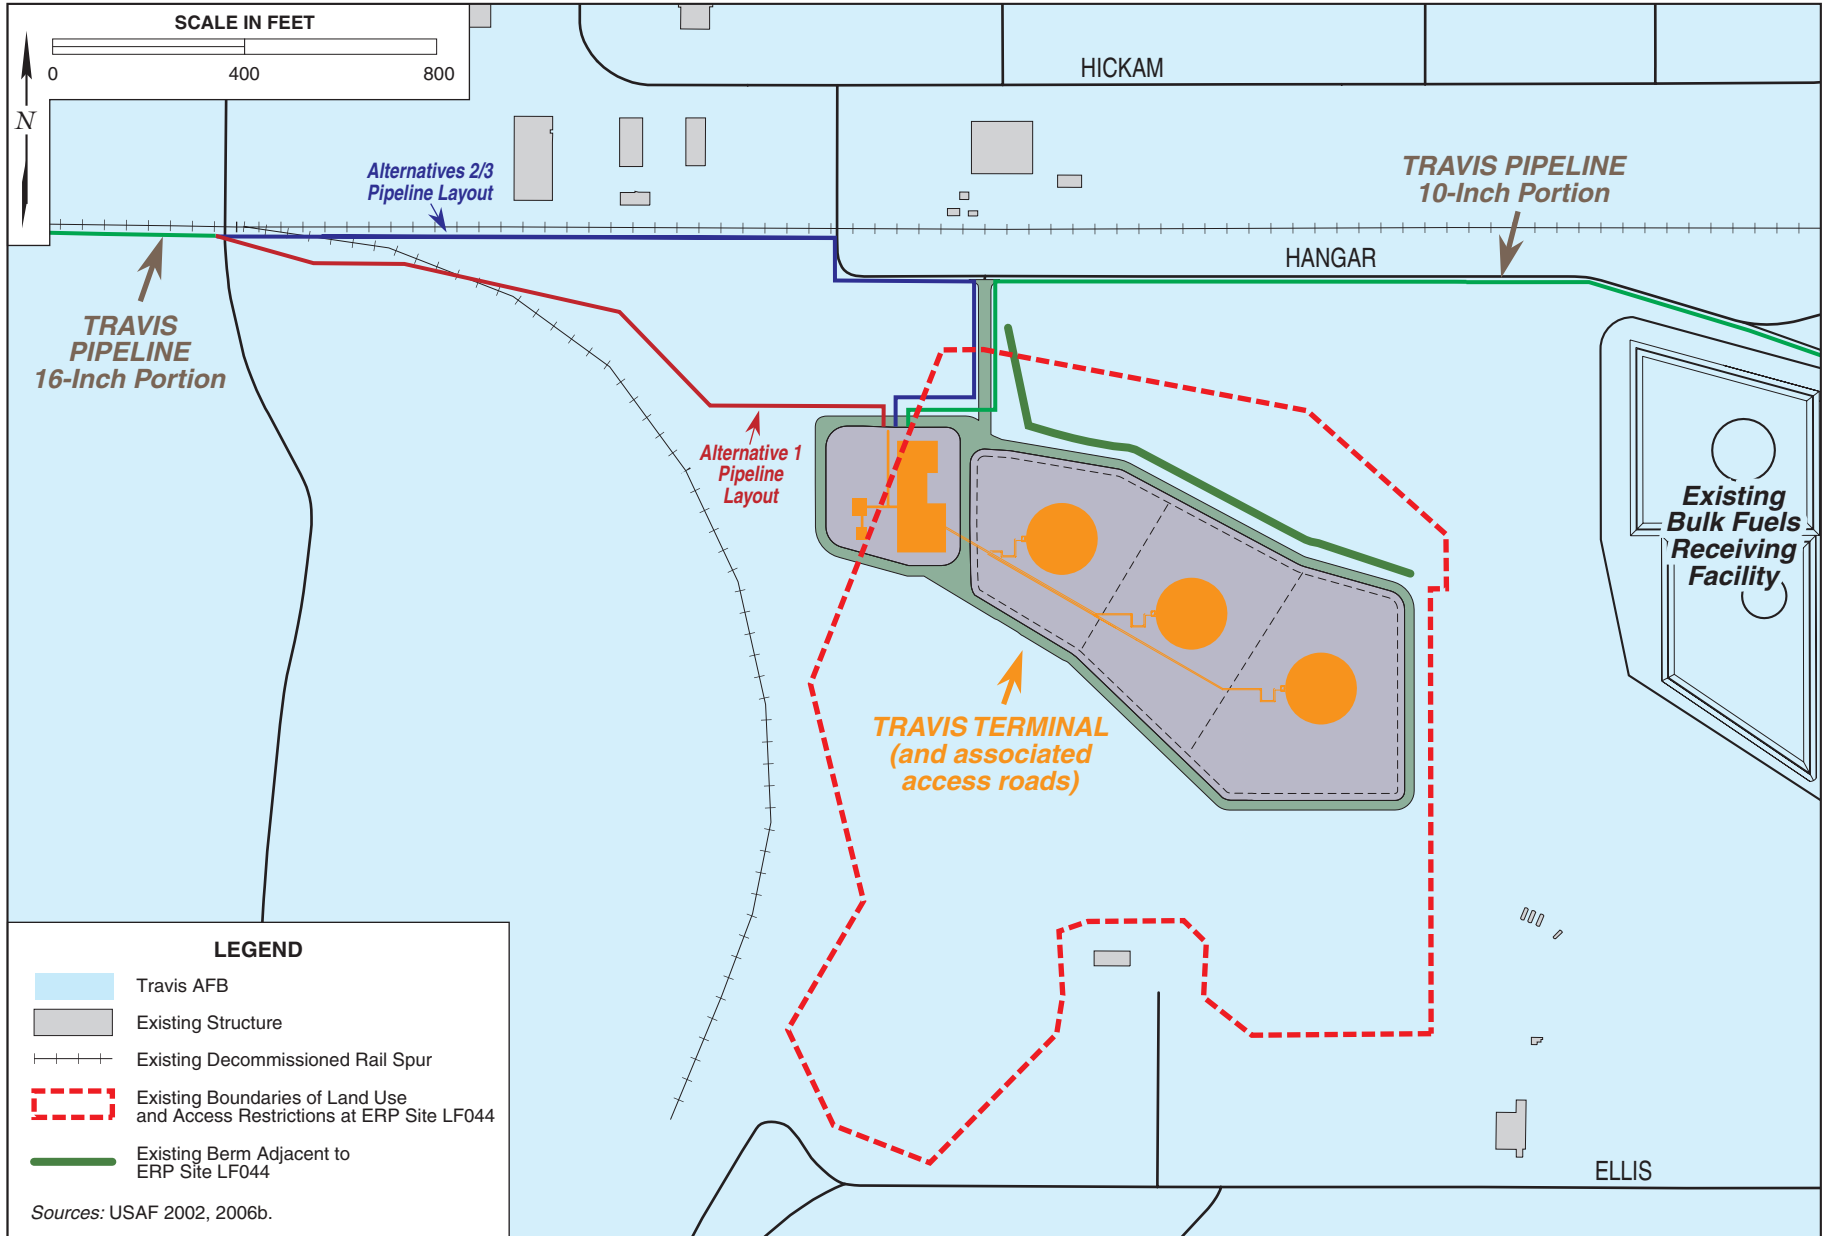 SCALE IN FEET
0 400 800
N
HICKAM
Alternatives 2/3
Pipeline Layout
TRAVIS PIPELINE
10-Inch Portion
HANGAR
TRAVIS
PIPELINE
16-Inch Portion
Alternative 1
Pipeline
Layout
Existing
Bulk Fuels
Receiving
Facility
TRAVIS TERMINAL
(and associated
access roads)
LEGEND
Travis AFB
Existing Structure
Existing Decommissioned Rail Spur
Existing Boundaries of Land Use
and Access Restrictions at ERP Site LF044
Existing Berm Adjacent to
ERP Site LF044
Sources: USAF 2002, 2006b.
ELLIS